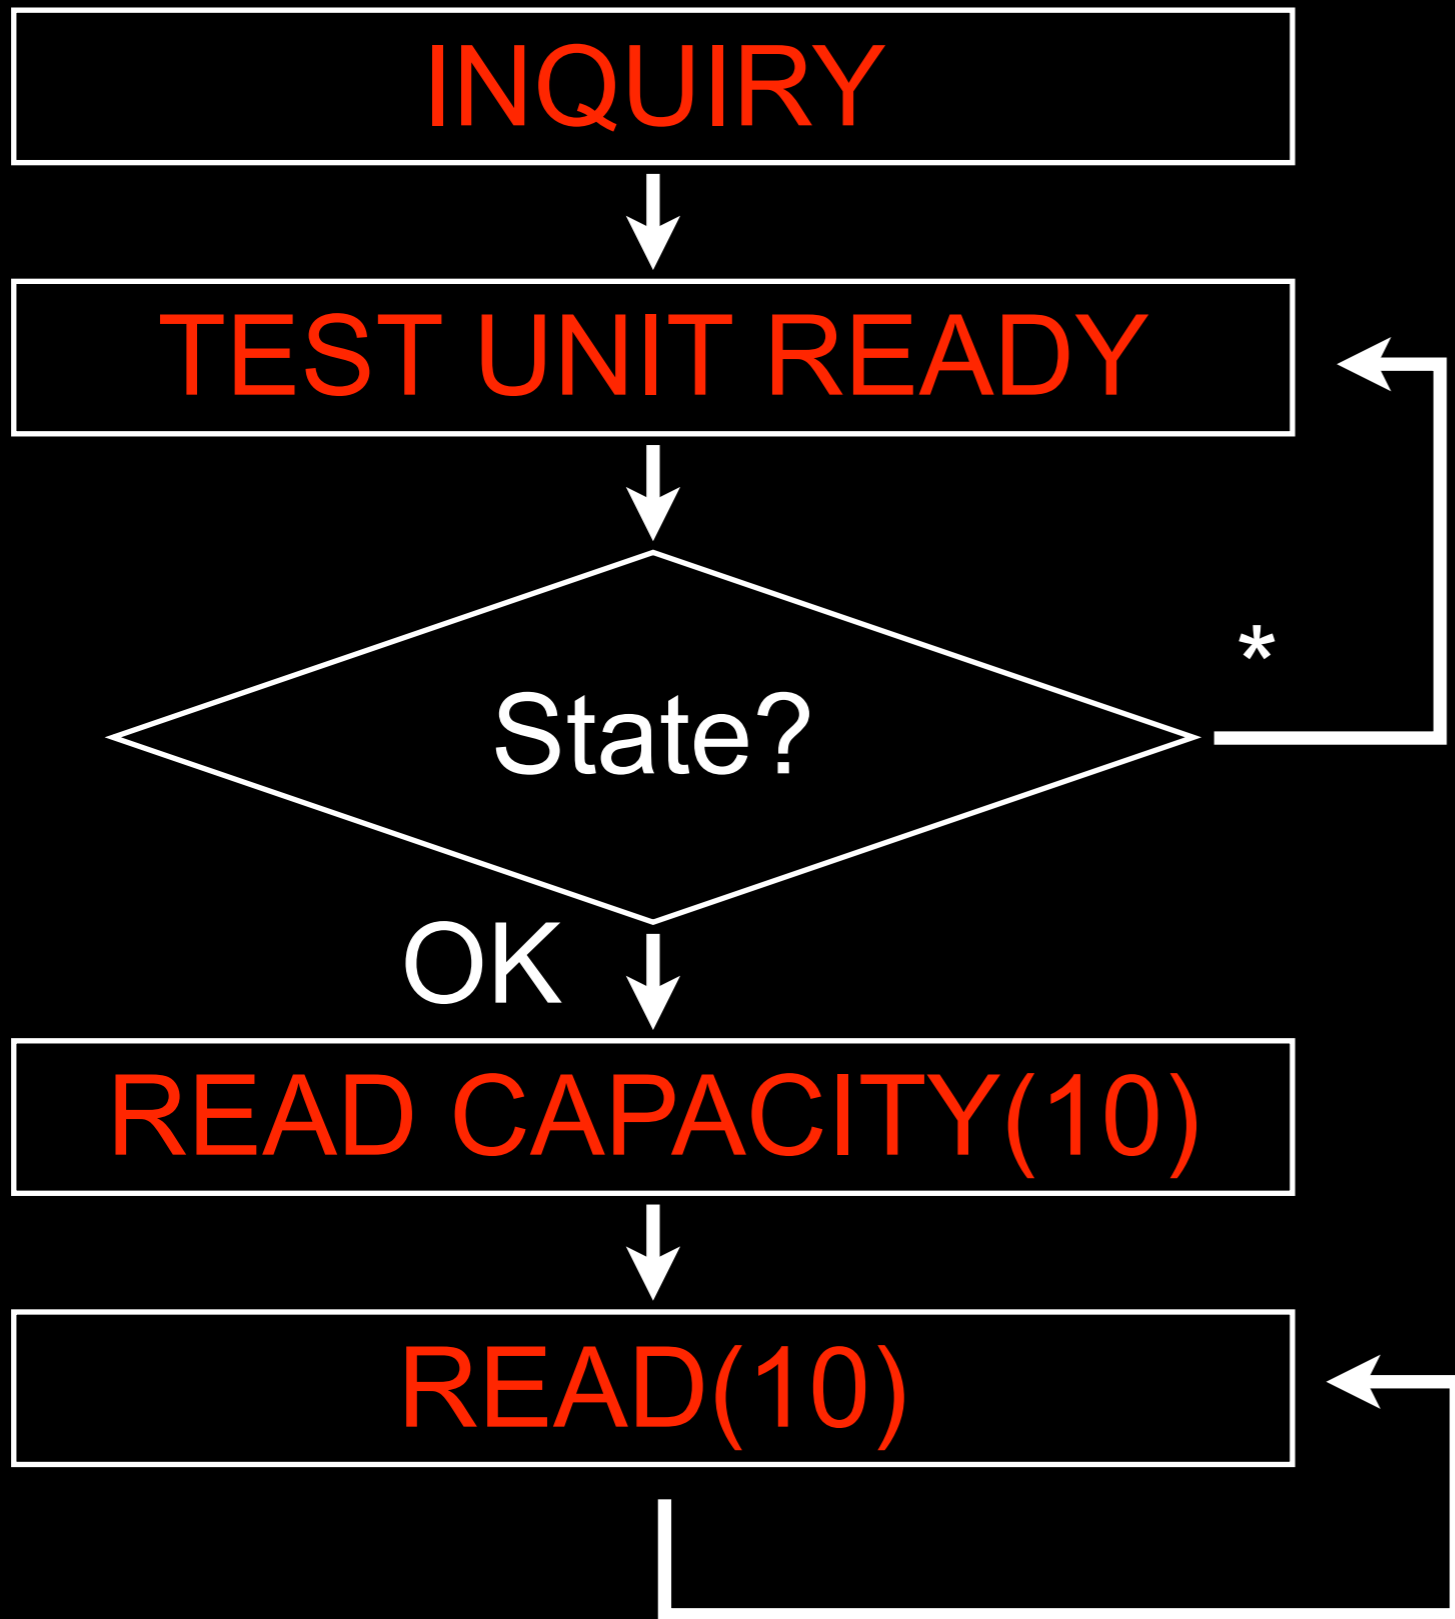 INQUIRY
TEST UNIT READY
*
State?
OK
READ CAPACITY(10)
READ(10)